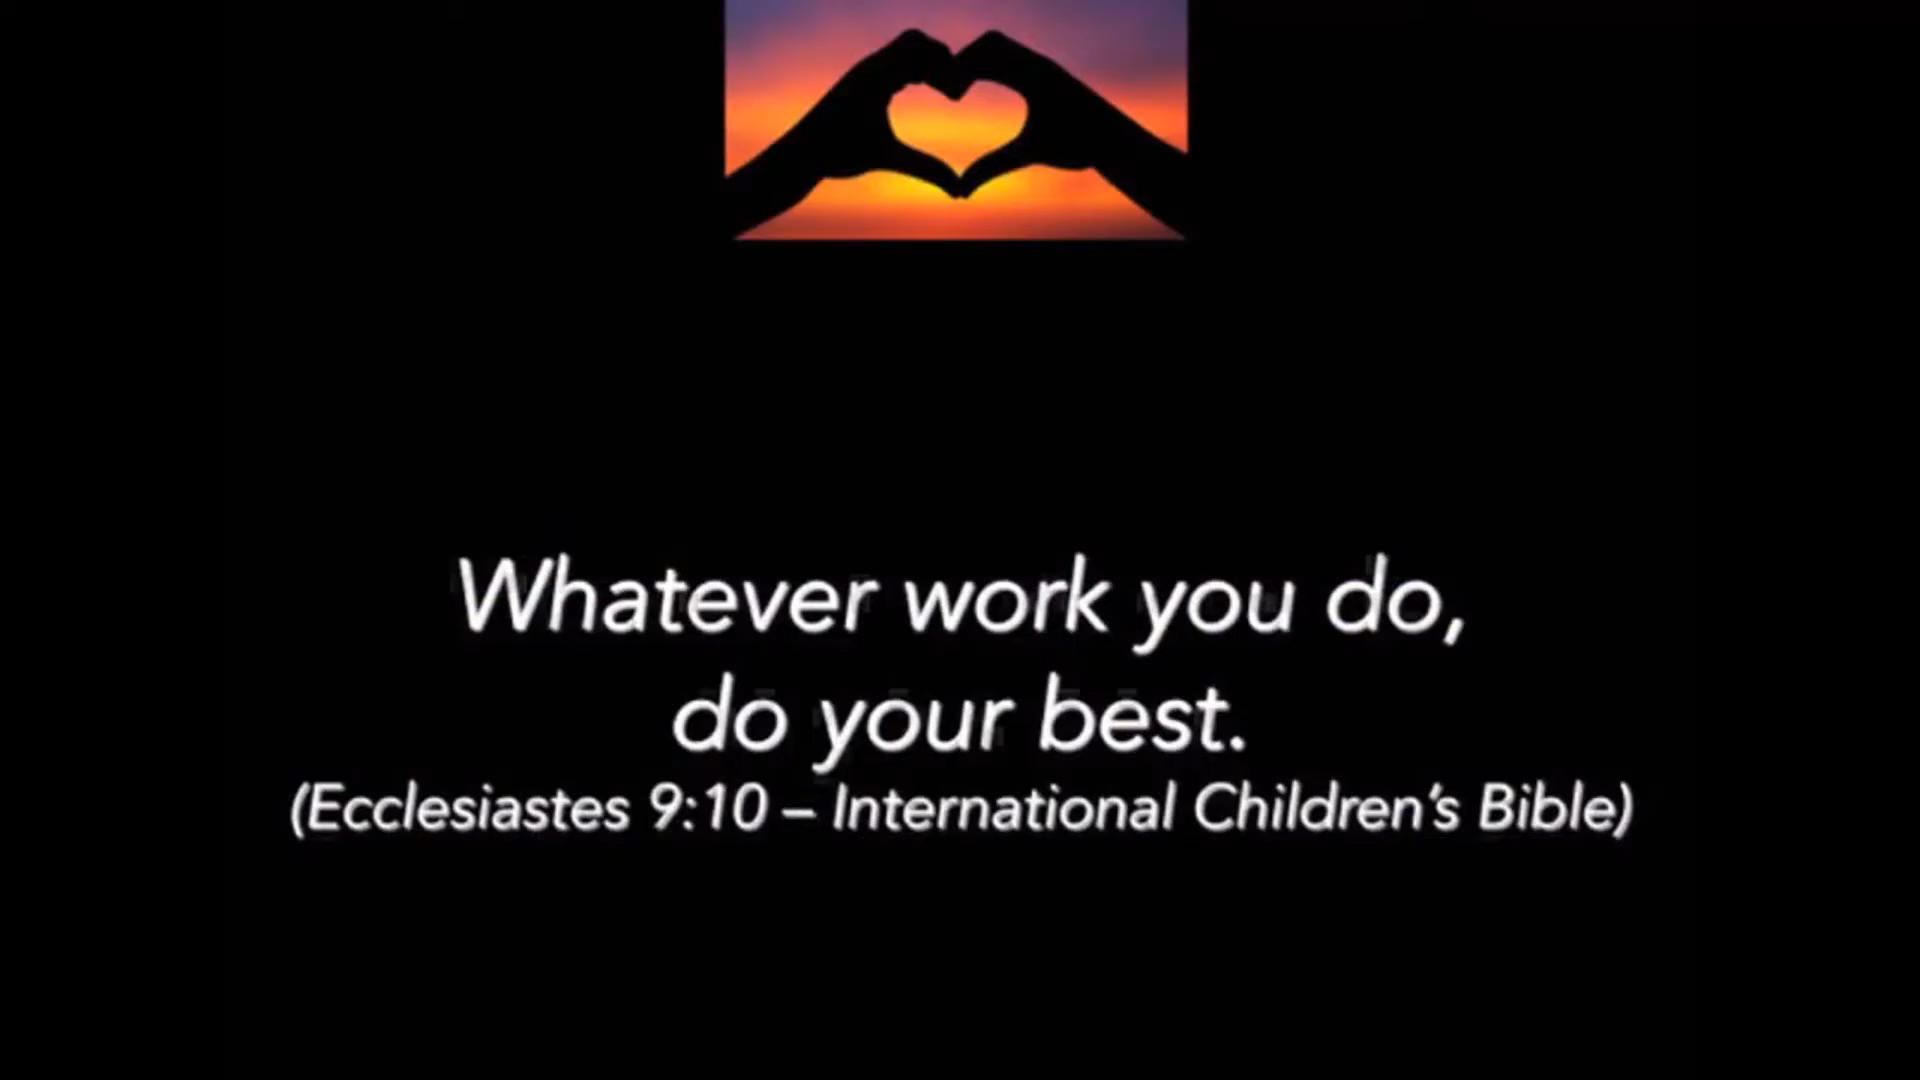 Whatever work you do,
do your best.
(Ecclesiastes 9:10 – International Children’s Bible)